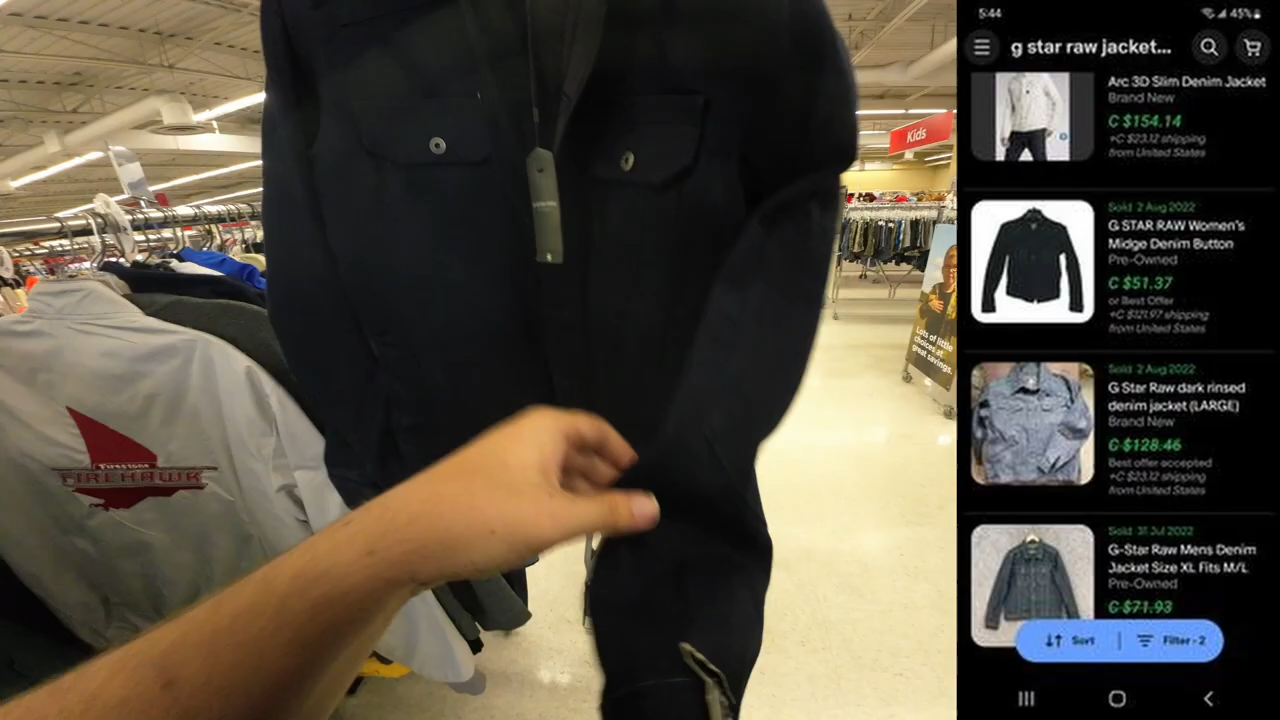 Kids
Lots of little
choices at
great savings.
Firestone
FIREHAWK
5:44
45%
g star raw jacket...
Arc 3D Slim Denim Jacket
Brand New
C $154.14
+C $23.12 shipping
from United States
Sold 2 Aug 2022
G STAR RAW Women's
Midge Denim Button
Pre-Owned
C $51.37
or Best Offer
+C $121.97 shipping
from United States
Sold 2 Aug 2022
G Star Raw dark rinsed
denim jacket (LARGE)
Brand New
C $128.46
Best offer accepted
+C $23.12 shipping
from United States
Sold 31 Jul 2022
G-Star Raw Mens Denim
Jacket Size XL Fits M/L
Pre-Owned
C $71.93
Sort
Filter • 2